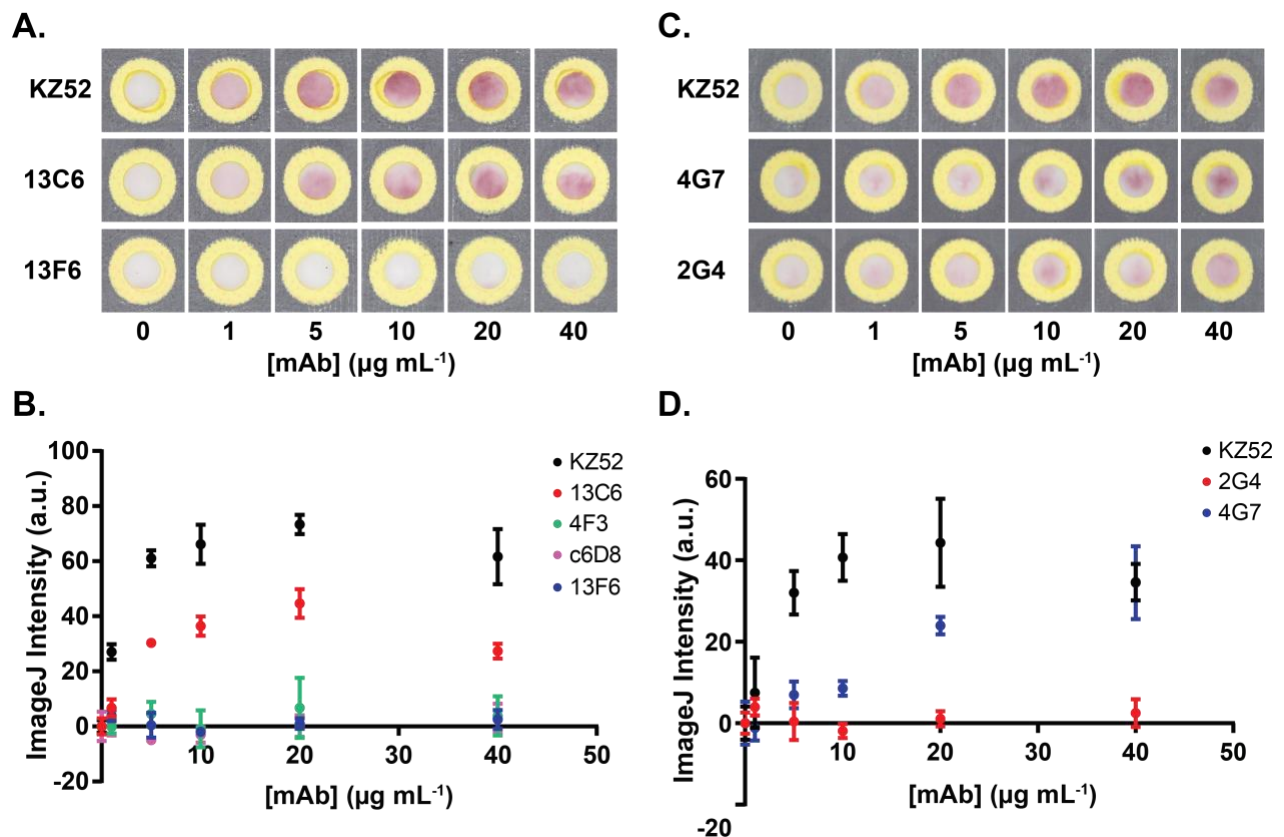 A.
KZ52
13C6
13F6
0 1 5 10 20 40
[mAb] (µg mL-1)
C.
KZ52
4G7
2G4
0 1 5 10 20 40
[mAb] (µg mL-1)
B.
ImageJ Intensity (a.u.)
100
80
60
40
20
0
-20
10 20 30 40 50
[mAb] (µg mL-1)
KZ52
13C6
4F3
c6D8
13F6
D.
ImageJ Intensity (a.u.)
60
40
20
0
-20
10 20 30 40 50
[mAb] (µg mL-1)
KZ52
2G4
4G7